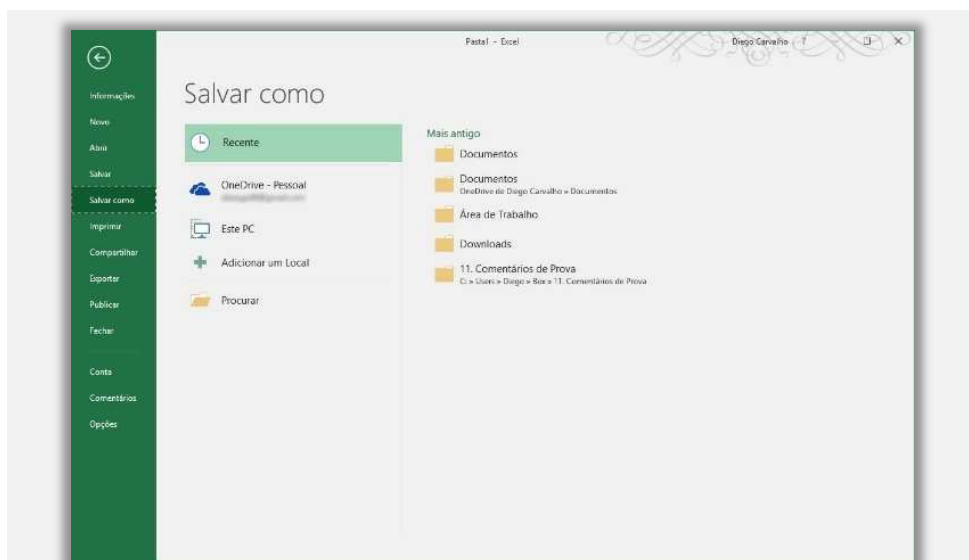 Pasta1 - Excel
Diego Carvalho
?
Informações
Novo
Abrir
Salvar
Salvar como
Imprimir
Compartilhar
Exportar
Publicar
Fechar
Conta
Comentários
Opções
Salvar como
Recente
OneDrive - Pessoal
Este PC
Adicionar um Local
Procurar
Mais antigo
Documentos
Documentos
OneDrive de Diego Carvalho » Documentos
Área de Trabalho
Downloads
11. Comentários de Prova
C: » Users » Diego » Box » 11. Comentários de Prova